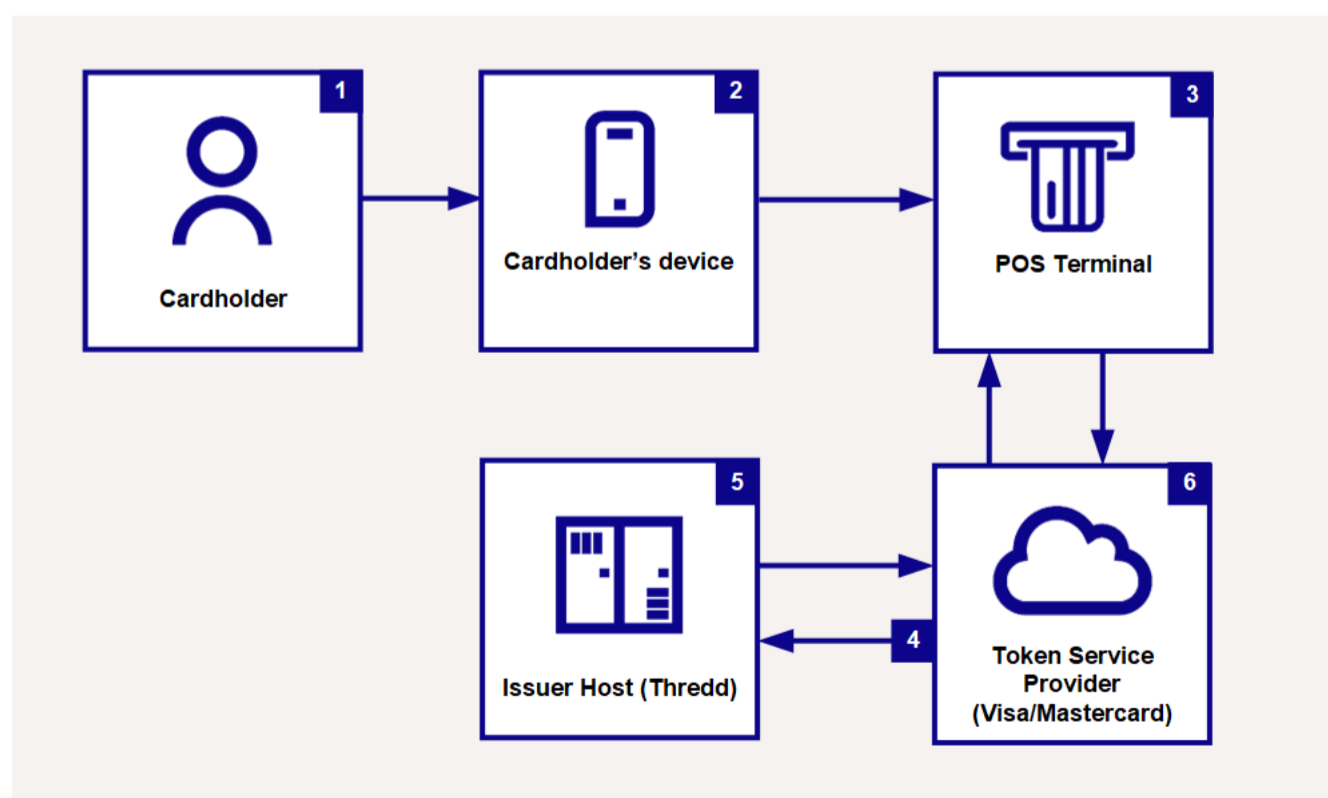 1
Cardholder
2
Cardholder’s device
3
POS Terminal
5
Issuer Host (Thredd)
4
6
Token Service
Provider
(Visa/Mastercard)